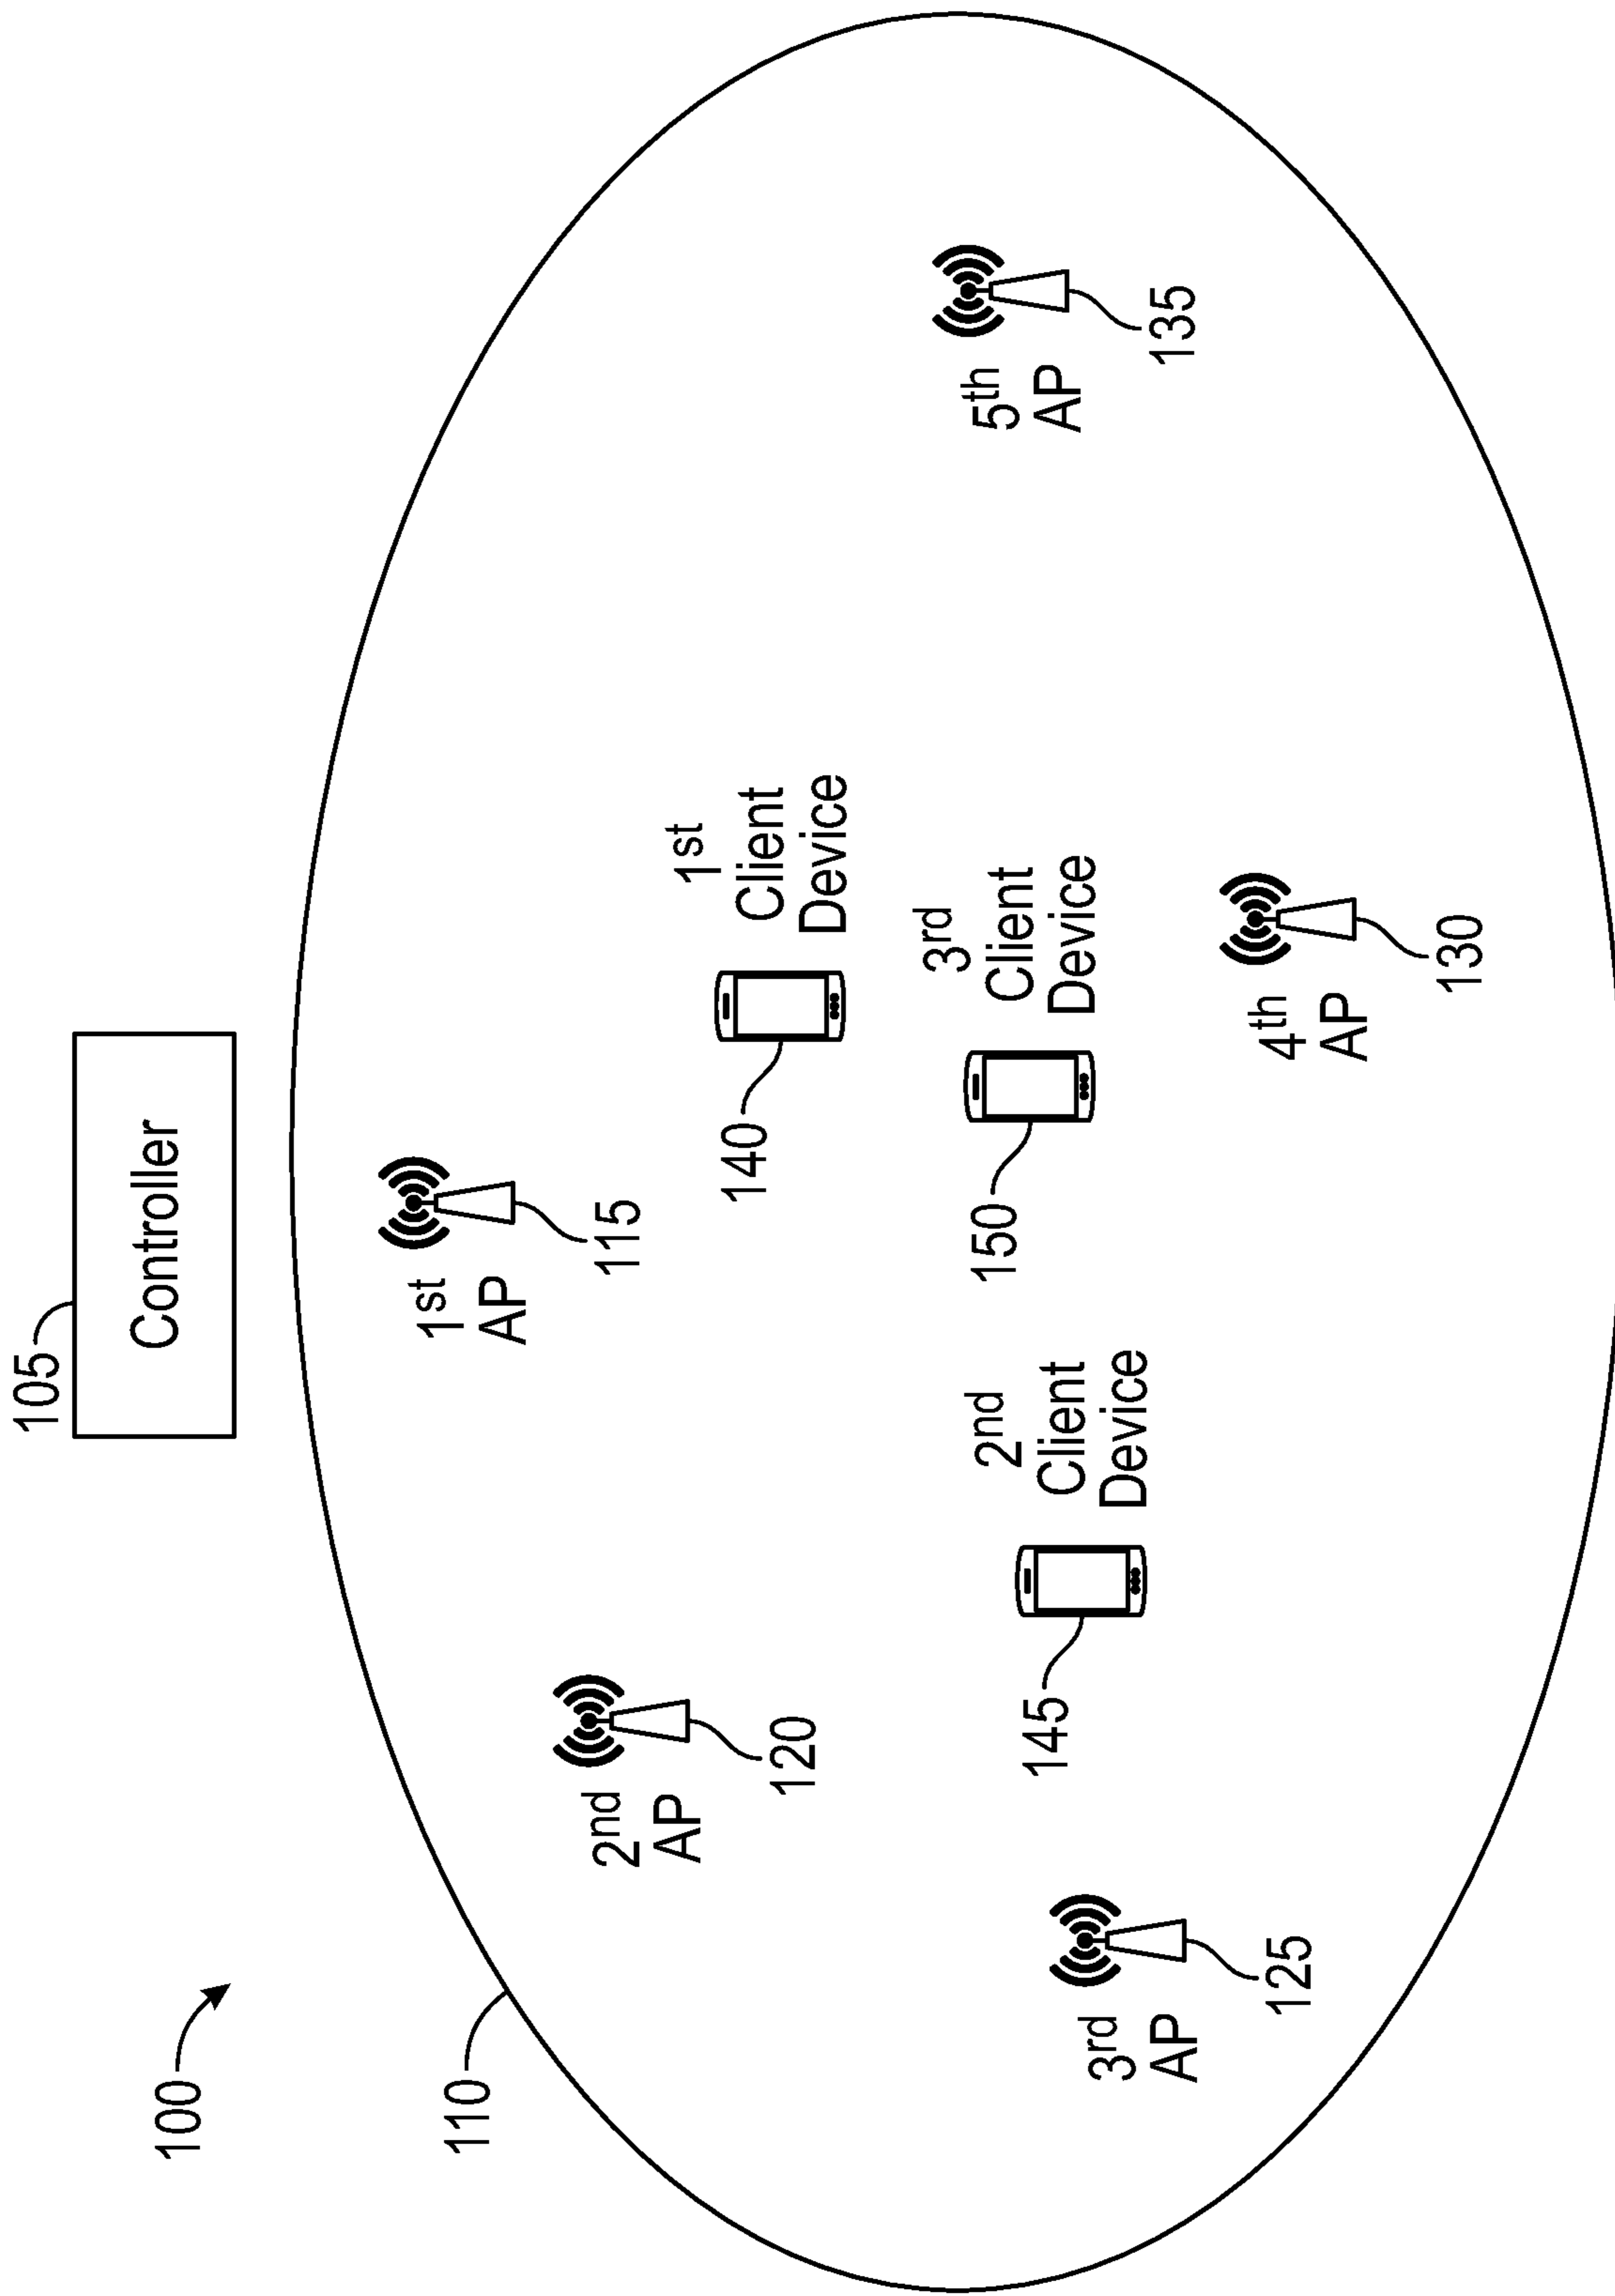 100
105
Controller
110
1st
AP
115
2nd
AP
120
1st
Client
Device
140
3rd
Client
Device
150
2nd
Client
Device
145
5th
AP
135
3rd
AP
125
4th
AP
130